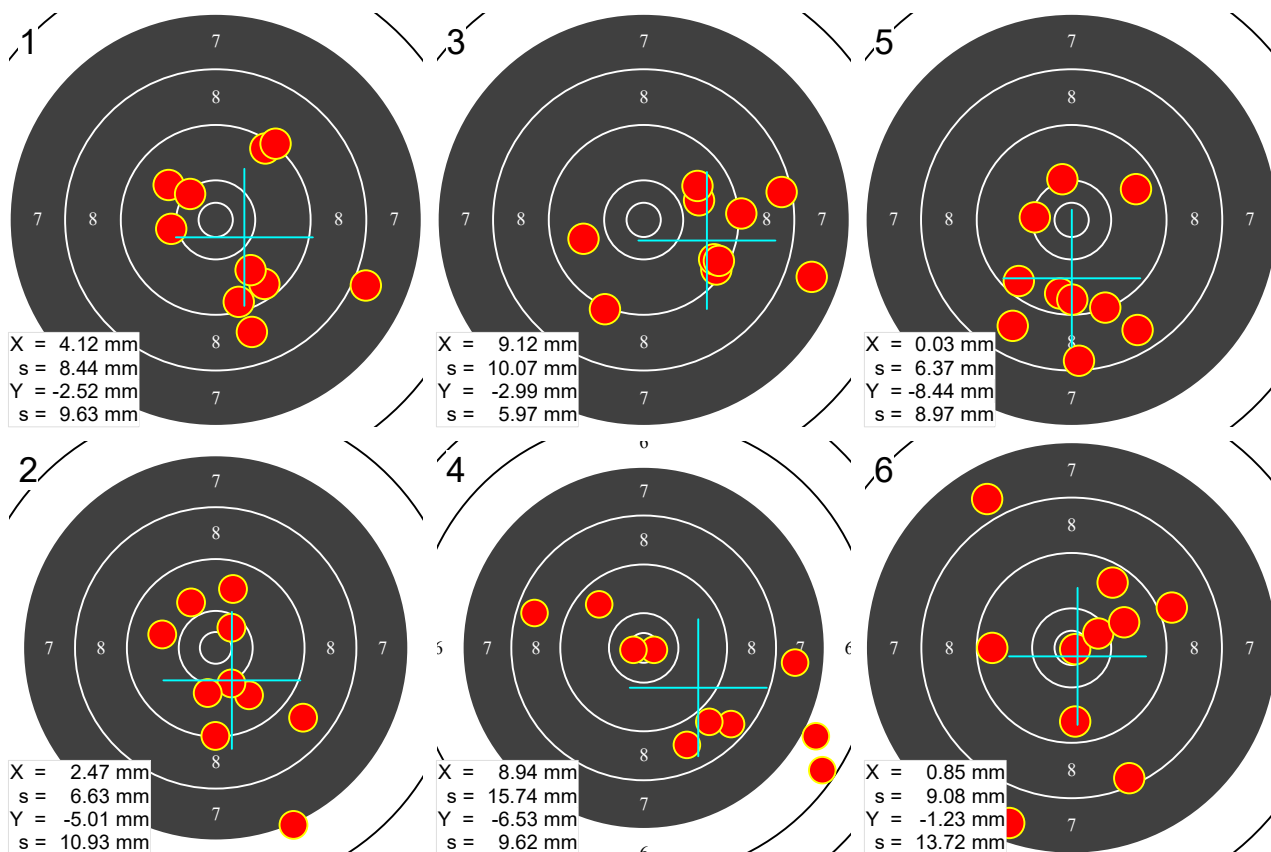 1
7
8
7 8 8 7
8
7
X = 4.12 mm
s = 8.44 mm
Y = -2.52 mm
s = 9.63 mm
3
7
8
8 7
8
7
X = 9.12 mm
s = 10.07 mm
Y = -2.99 mm
s = 5.97 mm
5
7
8
7 8 8 7
8
7
X = 0.03 mm
s = 6.37 mm
Y = -8.44 mm
s = 8.97 mm
2
7
8
7 8 8 7
8
7
X = 2.47 mm
s = 6.63 mm
Y = -5.01 mm
s = 10.93 mm
4
6
7
8
6 7 8 8 7 6
8
7
6
X = 8.94 mm
s = 15.74 mm
Y = -6.53 mm
s = 9.62 mm
6
7
8
7 8 8 7
8
7
X = 0.85 mm
s = 9.08 mm
Y = -1.23 mm
s = 13.72 mm